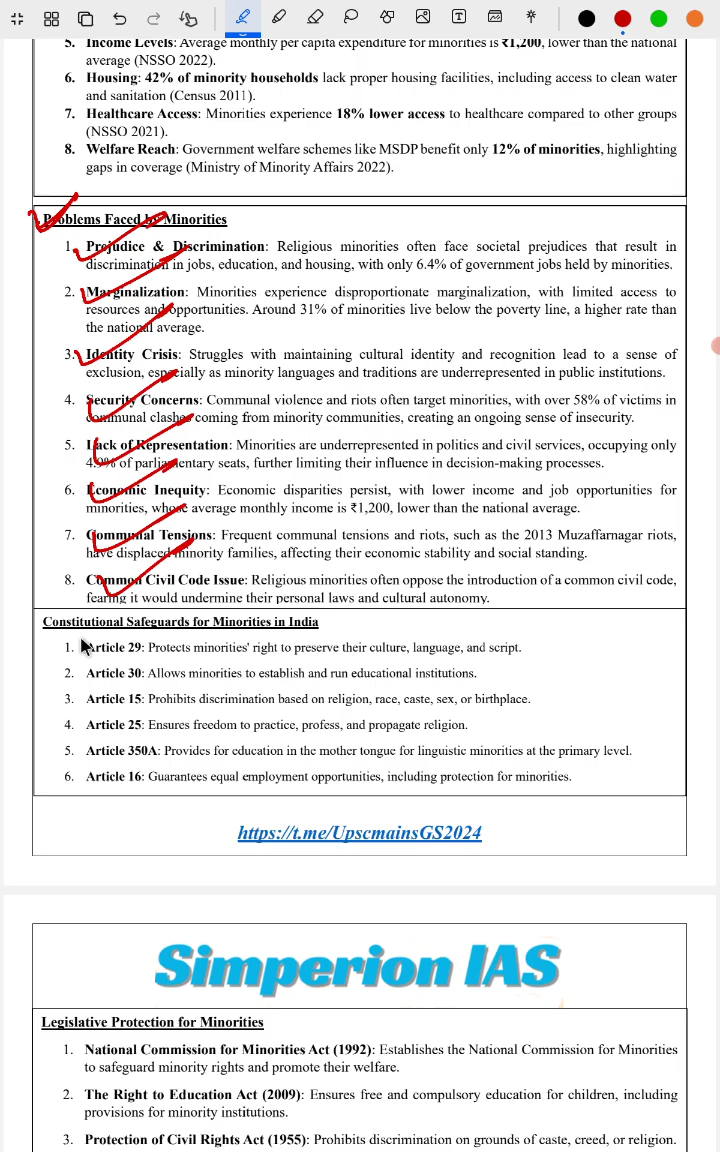 5. Income Levels: Average monthly per capita expenditure for minorities is ₹1,200, lower than the national
average (NSSO 2022).
6. Housing: 42% of minority households lack proper housing facilities, including access to clean water
and sanitation (Census 2011).
7. Healthcare Access: Minorities experience 18% lower access to healthcare compared to other groups
(NSSO 2021).
8. Welfare Reach: Government welfare schemes like MSDP benefit only 12% of minorities, highlighting
gaps in coverage (Ministry of Minority Affairs 2022).
Problems Faced by Minorities
1. Prejudice & Discrimination: Religious minorities often face societal prejudices that result in
discrimination in jobs, education, and housing, with only 6.4% of government jobs held by minorities.
2. Marginalization: Minorities experience disproportionate marginalization, with limited access to
resources and opportunities. Around 31% of minorities live below the poverty line, a higher rate than
the national average.
3. Identity Crisis: Struggles with maintaining cultural identity and recognition lead to a sense of
exclusion, especially as minority languages and traditions are underrepresented in public institutions.
4. Security Concerns: Communal violence and riots often target minorities, with over 58% of victims in
communal clashes coming from minority communities, creating an ongoing sense of insecurity.
5. Lack of Representation: Minorities are underrepresented in politics and civil services, occupying only
4.9% of parliamentary seats, further limiting their influence in decision-making processes.
6. Economic Inequity: Economic disparities persist, with lower income and job opportunities for
minorities, whose average monthly income is ₹1,200, lower than the national average.
7. Communal Tensions: Frequent communal tensions and riots, such as the 2013 Muzaffarnagar riots,
have displaced minority families, affecting their economic stability and social standing.
8. Common Civil Code Issue: Religious minorities often oppose the introduction of a common civil code,
fearing it would undermine their personal laws and cultural autonomy.
Constitutional Safeguards for Minorities in India
1. Article 29: Protects minorities' right to preserve their culture, language, and script.
2. Article 30: Allows minorities to establish and run educational institutions.
3. Article 15: Prohibits discrimination based on religion, race, caste, sex, or birthplace.
4. Article 25: Ensures freedom to practice, profess, and propagate religion.
5. Article 350A: Provides for education in the mother tongue for linguistic minorities at the primary level.
6. Article 16: Guarantees equal employment opportunities, including protection for minorities.
https://t.me/UpscmainsGS2024
Simperion IAS
Legislative Protection for Minorities
1. National Commission for Minorities Act (1992): Establishes the National Commission for Minorities
to safeguard minority rights and promote their welfare.
2. The Right to Education Act (2009): Ensures free and compulsory education for children, including
provisions for minority institutions.
3. Protection of Civil Rights Act (1955): Prohibits discrimination on grounds of caste, creed, or religion.